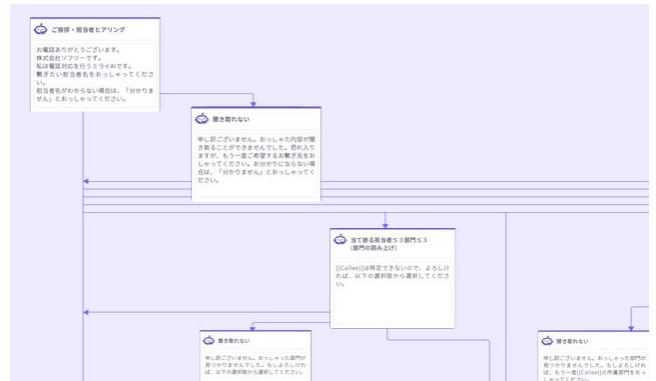 ご挨拶・担当者ヒアリング
お電話ありがとうございます。
株式会社ソフツーです。
私は電話対応を行うミライAIです。
繋ぎたい担当者名をおっしゃってくださ
い。
担当者名がわからない場合は、「分かりま
せん」とおっしゃってください。
聞き取れない
申し訳ございません。おっしゃた内容が聞
き取ることができませんでした。恐れ入り
ますが、もう一度ご希望するお繋ぎ先をお
しゃってください。お分かりにならない場
合は、「分かりません」とおっしゃってく
ださい。
当て振る担当者≤3部門≤3
(部門の読み上げ)
[[Callee]]は特定できないので、よろしけ
れば、以下の選択肢から選択してくださ
い。
聞き取れない
申し訳ございません。おっしゃった部門が
見つかりませんでした。もしよろしけれ
ば、以下の選択肢から選択してください。
聞き取れない
申し訳ございません。おっしゃった部門が
見つかりませんでした。もしよろしけれ
ば、もう一度[[Callee]]の所属部門をおっ